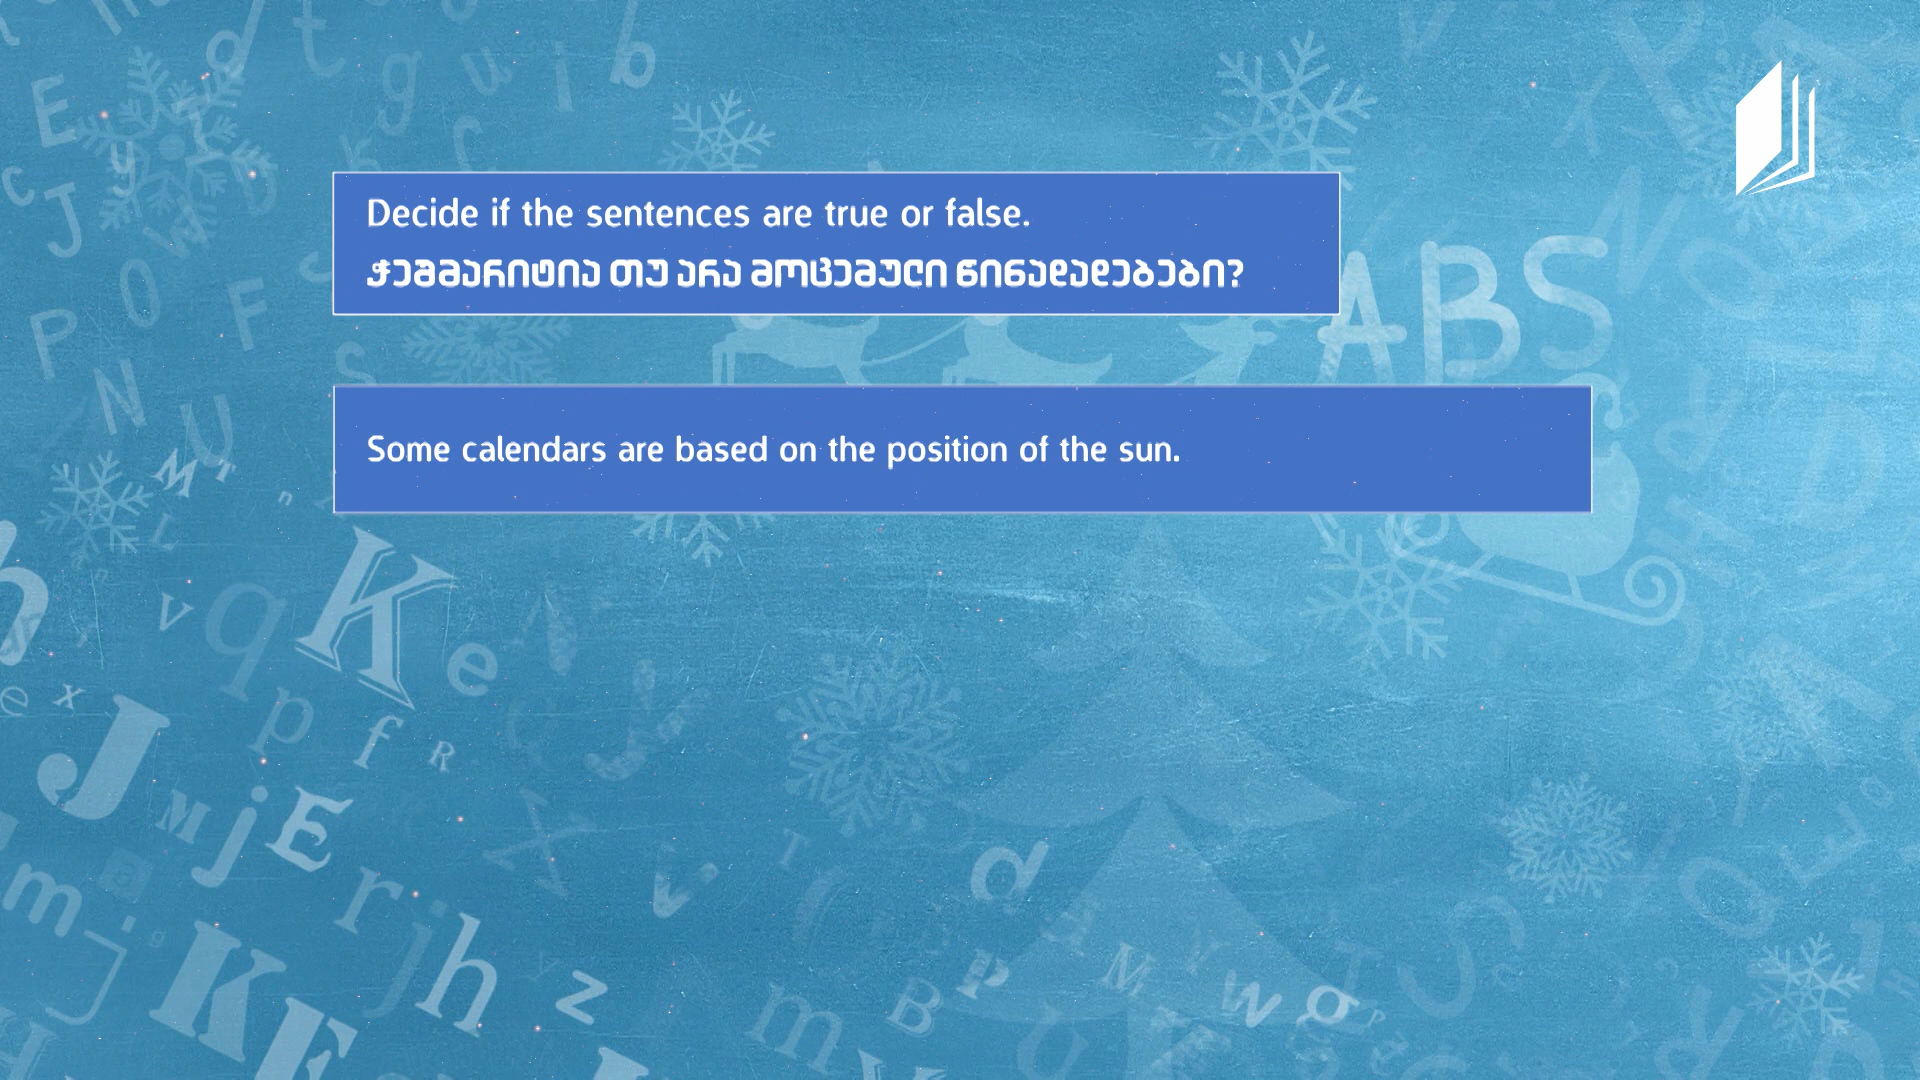 Decide if the sentences are true or false.
ჭეშმარიტია თუ არა მოცემული წინადადებები?
Some calendars are based on the position of the sun.
ABS